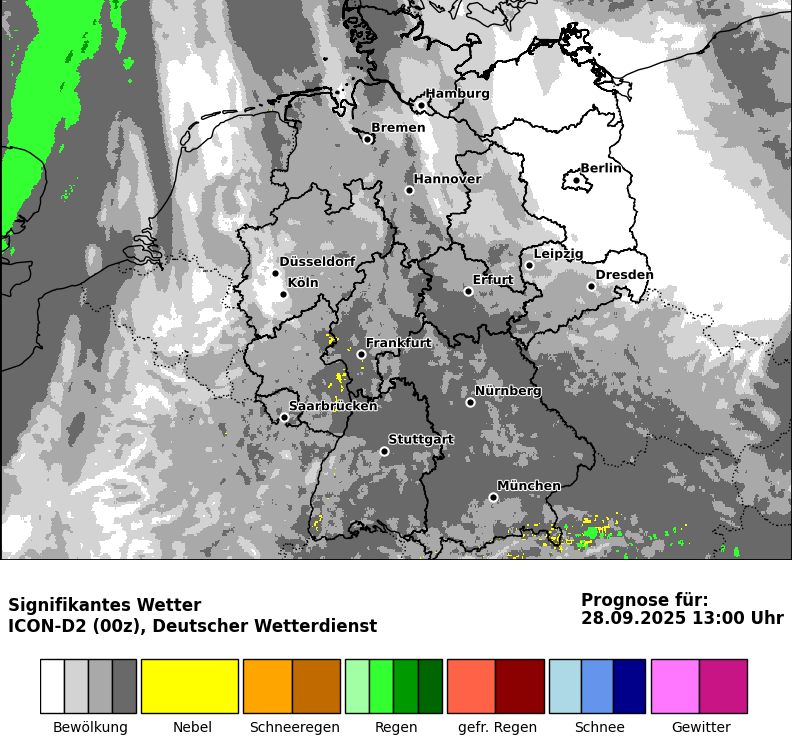 Hamburg
Bremen
Berlin
Hannover
Leipzig
Düsseldorf
Dresden
Köln
Erfurt
Frankfurt
Nürnberg
Saarbrücken
Stuttgart
München
Signifikantes Wetter
ICON-D2 (00z), Deutscher Wetterdienst
Prognose für:
28.09.2025 13:00 Uhr
Bewölkung Nebel Schneeregen Regen gefr. Regen Schnee Gewitter